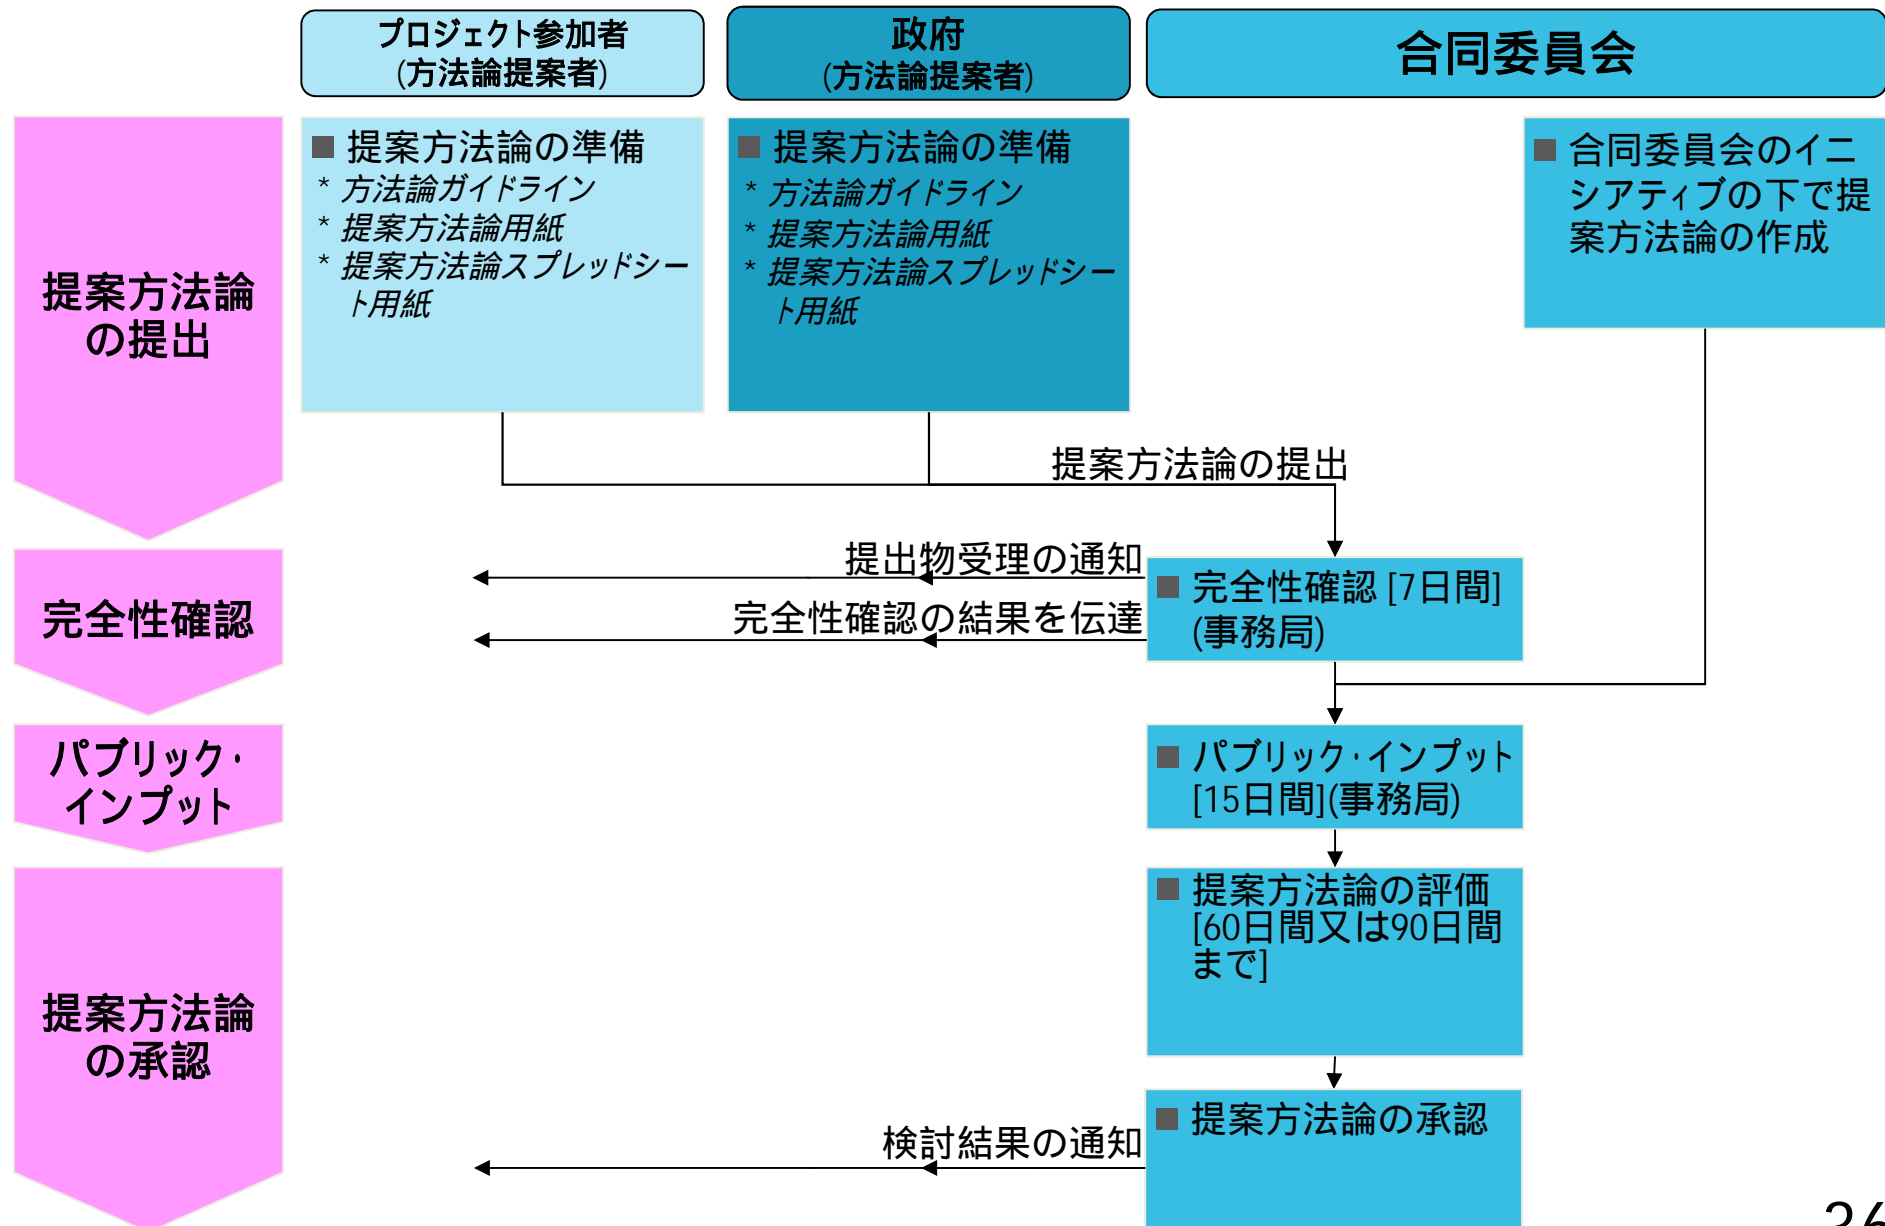 プロジェクト参加者
(方法論提案者)
政府
(方法論提案者)
合同委員会
提案方法論
の提出
■ 提案方法論の準備
* 方法論ガイドライン
* 提案方法論用紙
* 提案方法論スプレッドシー
ト用紙
■ 提案方法論の準備
* 方法論ガイドライン
* 提案方法論用紙
* 提案方法論スプレッドシー
ト用紙
■ 合同委員会のイニ
シアティブの下で提
案方法論の作成
提案方法論の提出
完全性確認
提出物受理の通知
完全性確認の結果を伝達
■ 完全性確認 [7日間]
(事務局)
パブリック・
インプット
■ パブリック・インプット
[15日間](事務局)
提案方法論
の承認
■ 提案方法論の評価
[60日間又は90日間
まで]
■ 提案方法論の承認
検討結果の通知